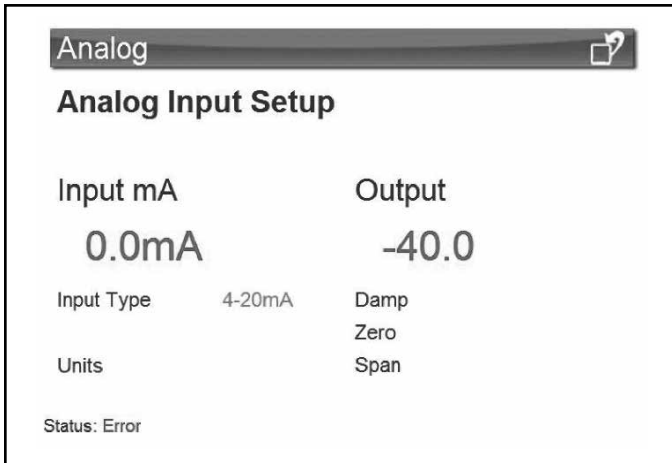 Analog
Analog Input Setup
Input mA Output
0.0mA -40.0
Input Type 4-20mA Damp
Zero
Units Span
Status: Error